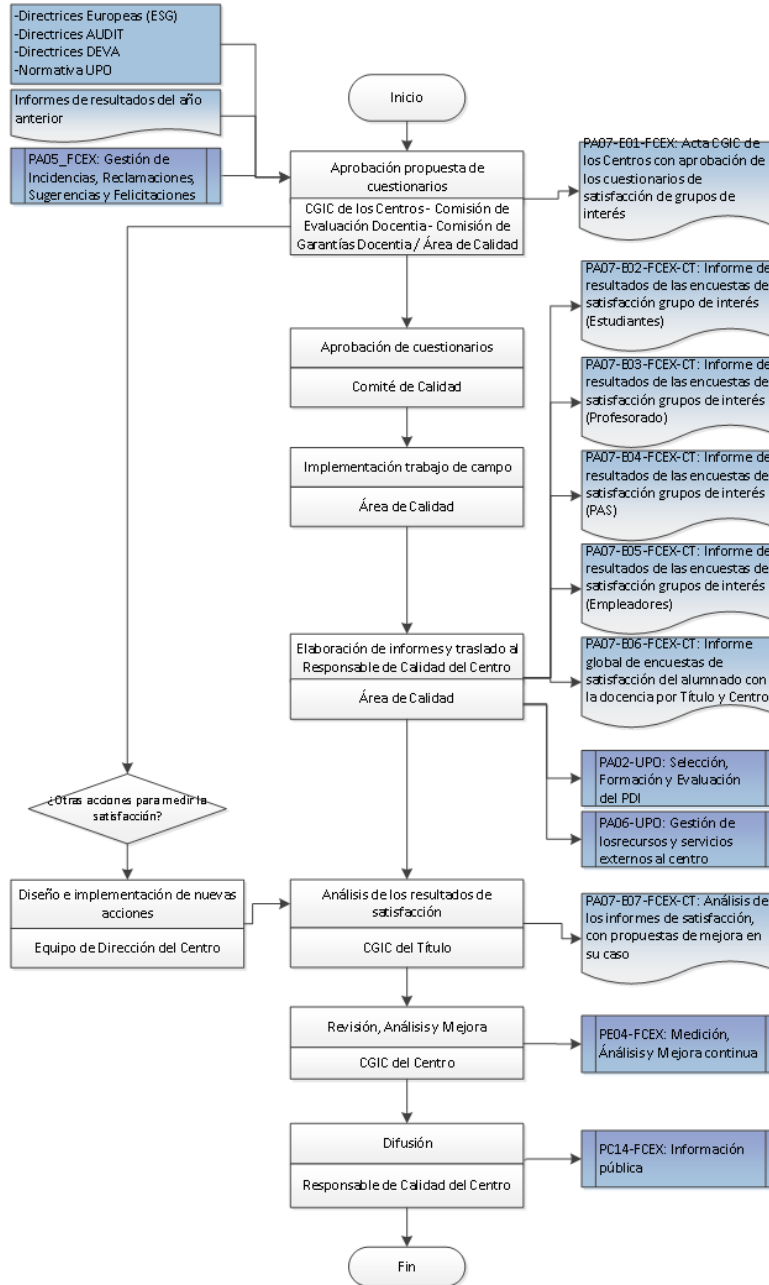 -Directrices Europeas (ESG)
-Directrices AUDIT
-Directrices DEVA
-Normativa UPO
Informes de resultados del año
anterior
PA05_FCEX: Gestión de
Incidencias, Reclamaciones,
Sugerencias y Felicitaciones
Inicio
Aprobación propuesta de
cuestionarios
CGIC de los Centros - Comisión de
Evaluación Docentia - Comisión de
Garantías Docentia / Área de Calidad
PA07-E01-FCEX: Acta CGIC de
los Centros con aprobación de
los cuestionarios de
satisfacción de grupos de
interés
Aprobación de cuestionarios
Comité de Calidad
Implementación trabajo de campo
Área de Calidad
PA07-E02-FCEX-CT: Informe de
resultados de las encuestas de
satisfacción grupo de interés
(Estudiantes)
PA07-E03-FCEX-CT: Informe de
resultados de las encuestas de
satisfacción grupos de interés
(Profesorado)
PA07-E04-FCEX-CT: Informe de
resultados de las encuestas de
satisfacción grupos de interés
(PAS)
PA07-E05-FCEX-CT: Informe de
resultados de las encuestas de
satisfacción grupos de interés
(Empleadores)
Elaboración de informes y traslado al
Responsable de Calidad del Centro
Área de Calidad
PA07-E06-FCEX-CT: Informe
global de encuestas de
satisfacción del alumnado con
la docencia por Título y Centro
PA02-UPO: Selección,
Formación y Evaluación
del PDI
PA06-UPO: Gestión de
losrecursos y servicios
externos al centro
¿Otras acciones para medir la
satisfacción?
Diseño e implementación de nuevas
acciones
Equipo de Dirección del Centro
Análisis de los resultados de
satisfacción
CGIC del Título
PA07-E07-FCEX-CT: Análisis de
los informes de satisfacción,
con propuestas de mejora en
su caso
Revisión, Análisis y Mejora
CGIC del Centro
PE04-FCEX: Medición,
Ánálisis y Mejora continua
Difusión
Responsable de Calidad del Centro
PC14-FCEX: Información
pública
Fin